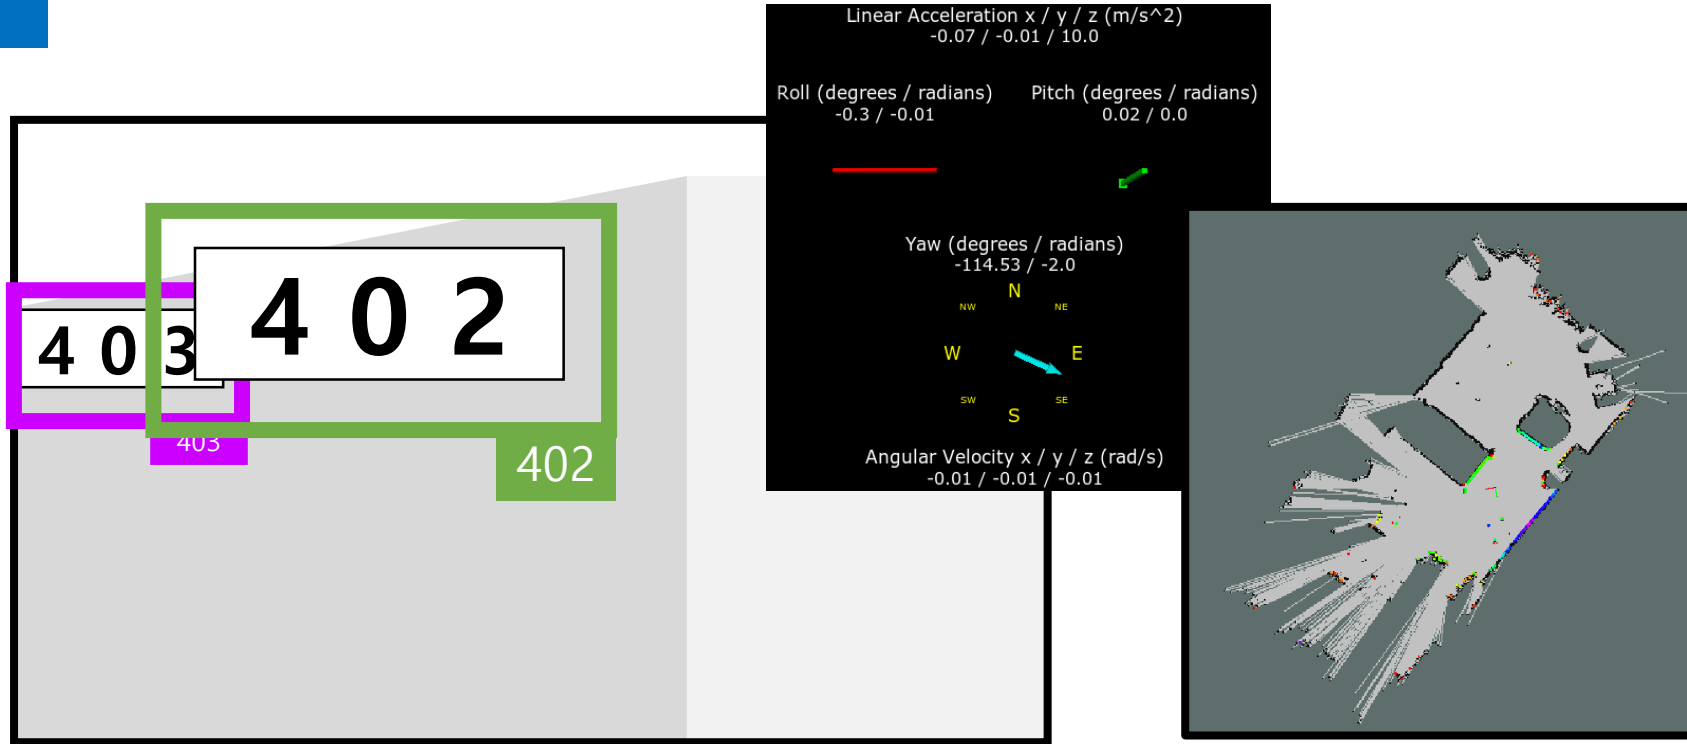 Linear Acceleration x / y / z (m/s^2)
-0.07 / -0.01 / 10.0
Roll (degrees / radians)
-0.3 / -0.01
Pitch (degrees / radians)
0.02 / 0.0
Yaw (degrees / radians)
-114.53 / -2.0
N
NW
NE
W
E
SW
SE
S
Angular Velocity x / y / z (rad/s)
-0.01 / -0.01 / -0.01
4 0 3
4 0 2
403
402